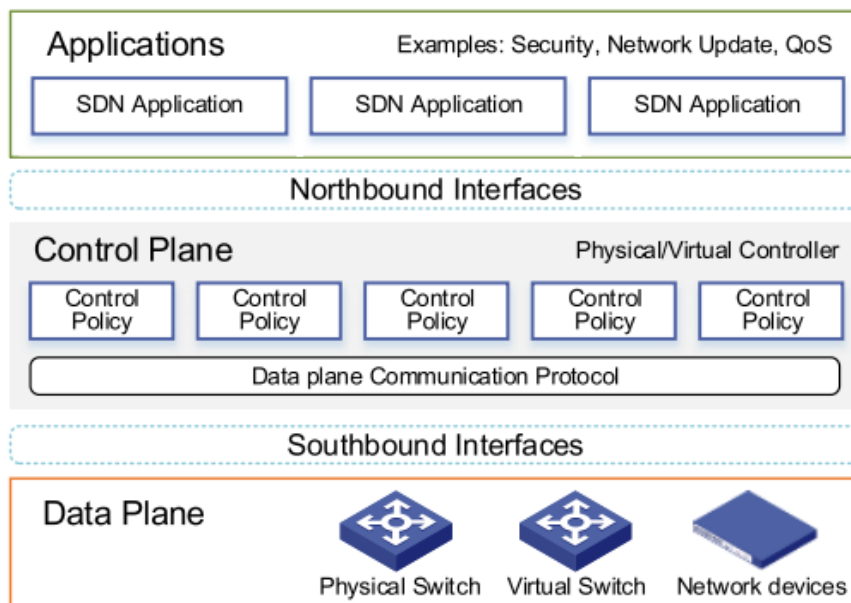 Applications
Examples: Security, Network Update, QoS
SDN Application
SDN Application
SDN Application
Northbound Interfaces
Control Plane
Physical/Virtual Controller
Control
Policy
Control
Policy
Control
Policy
Control
Policy
Control
Policy
Data plane Communication Protocol
Southbound Interfaces
Data Plane
Physical Switch
Virtual Switch
Network devices